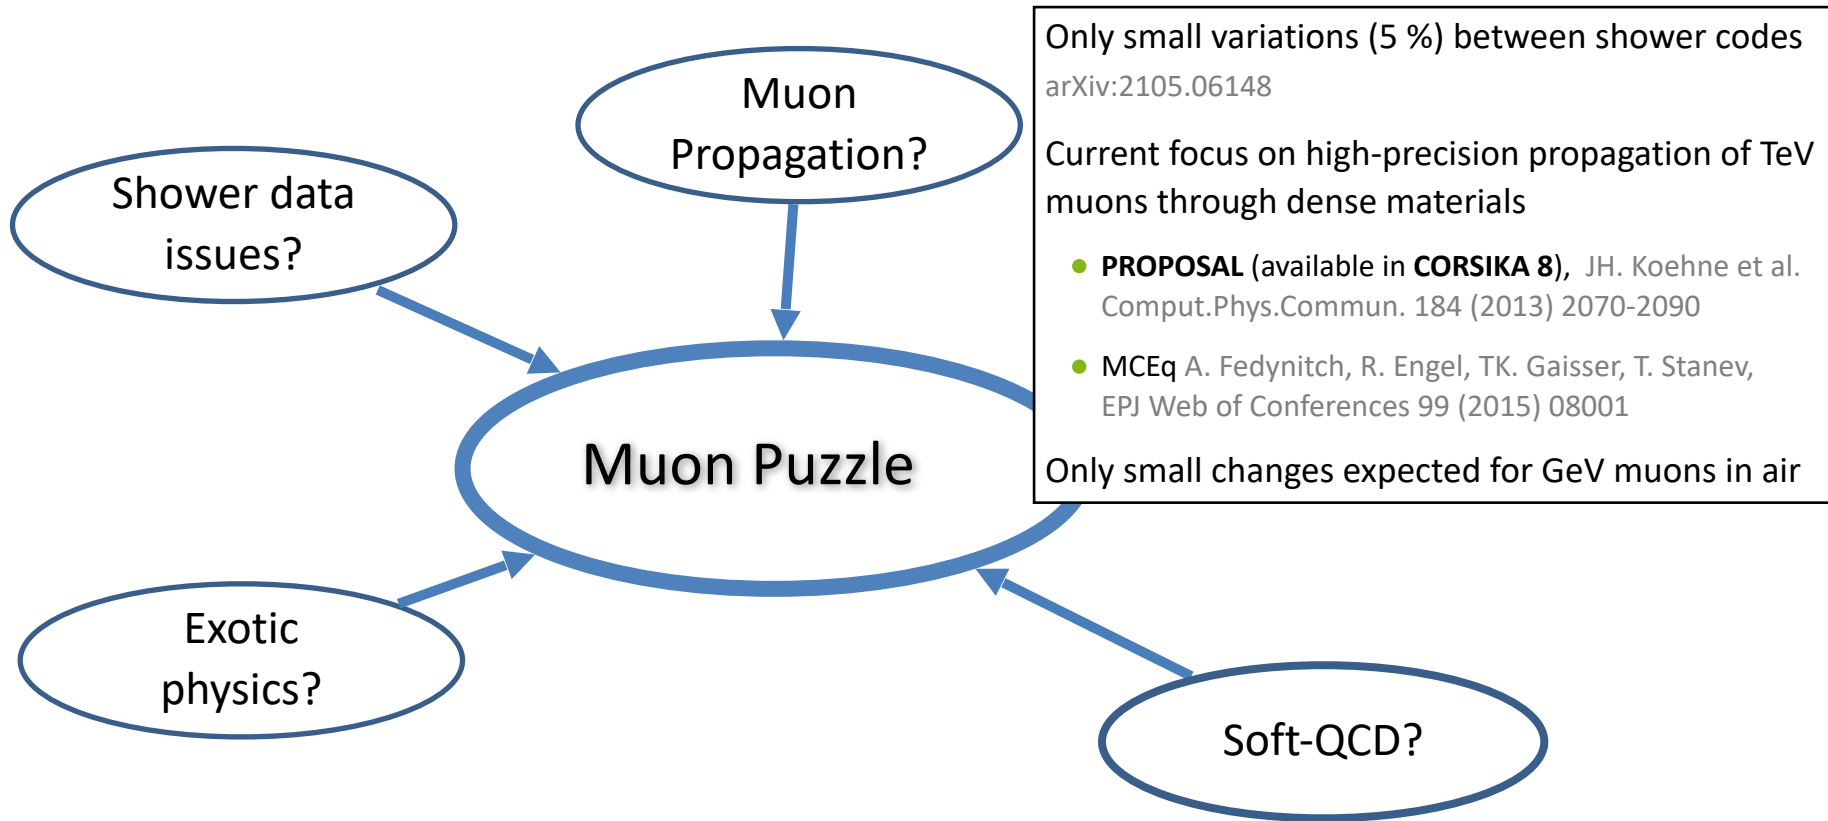 Muon
Propagation?
Shower data
issues?
Muon Puzzle
Exotic
physics?
Soft-QCD?
Only small variations (5 %) between shower codes
arXiv:2105.06148
Current focus on high-precision propagation of TeV
muons through dense materials
● PROPOSAL (available in CORSIKA 8), JH. Koehne et al.
Comput.Phys.Commun. 184 (2013) 2070-2090
● MCEq A. Fedynitch, R. Engel, TK. Gaisser, T. Stanev,
EPJ Web of Conferences 99 (2015) 08001
Only small changes expected for GeV muons in air